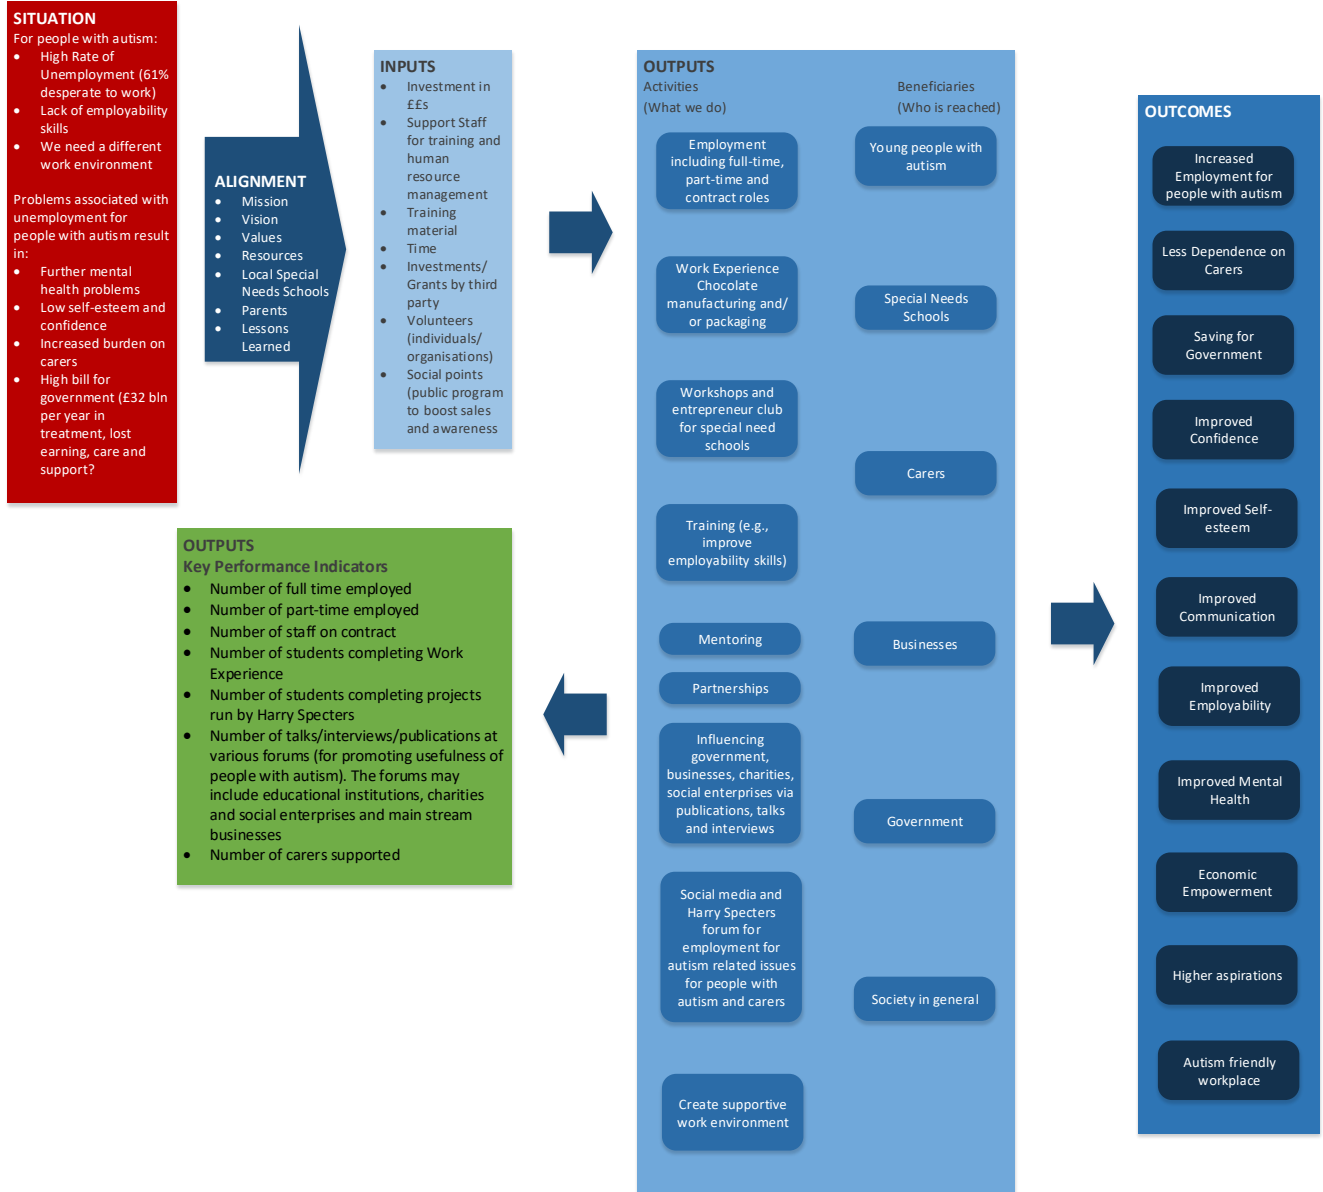 SITUATION
For people with autism:
• High Rate of
Unemployment (61%
desperate to work)
• Lack of employability
skills
• We need a different
work environment
Problems associated with
unemployment for
people with autism result
in:
• Further mental
health problems
• Low self-esteem and
confidence
• Increased burden on
carers
• High bill for
government (£32 bln
per year in
treatment, lost
earning, care and
support?
ALIGNMENT
• Mission
• Vision
• Values
• Resources
• Local Special
Needs Schools
• Parents
• Lessons
Learned
INPUTS
• Investment in
££s
• Support Staff
for training and
human
resource
management
• Training
material
• Time
• Investments/
Grants by third
party
• Volunteers
(individuals/
organisations)
• Social points
(public program
to boost sales
and awareness
OUTPUTS
Activities
(What we do)
Employment
including full-time,
part-time and
contract roles
Work Experience
Chocolate
manufacturing and/
or packaging
Workshops and
entrepreneur club
for special need
schools
Training (e.g.,
improve
employability skills)
Mentoring
Partnerships
Influencing
government,
businesses, charities,
social enterprises via
publications, talks
and interviews
Social media and
Harry Specters
forum for
employment for
autism related issues
for people with
autism and carers
Create supportive
work environment
Beneficiaries
(Who is reached)
Young people with
autism
Special Needs
Schools
Carers
Businesses
Government
Society in general
OUTCOMES
Increased
Employment for
people with autism
Less Dependence on
Carers
Saving for
Government
Improved
Confidence
Improved Self-
esteem
Improved
Communication
Improved
Employability
Improved Mental
Health
Economic
Empowerment
Higher aspirations
Autism friendly
workplace
OUTPUTS
Key Performance Indicators
• Number of full time employed
• Number of part-time employed
• Number of staff on contract
• Number of students completing Work
Experience
• Number of students completing projects
run by Harry Specters
• Number of talks/interviews/publications at
various forums (for promoting usefulness of
people with autism). The forums may
include educational institutions, charities
and social enterprises and main stream
businesses
• Number of carers supported